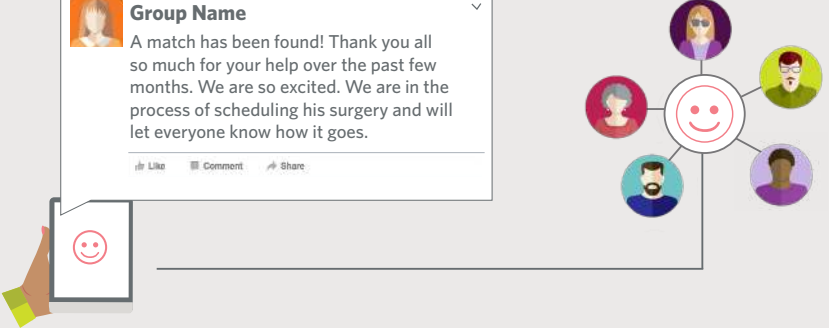 Group Name
A match has been found! Thank you all
so much for your help over the past few
months. We are so excited. We are in the
process of scheduling his surgery and will
let everyone know how it goes.
Like Comment Share